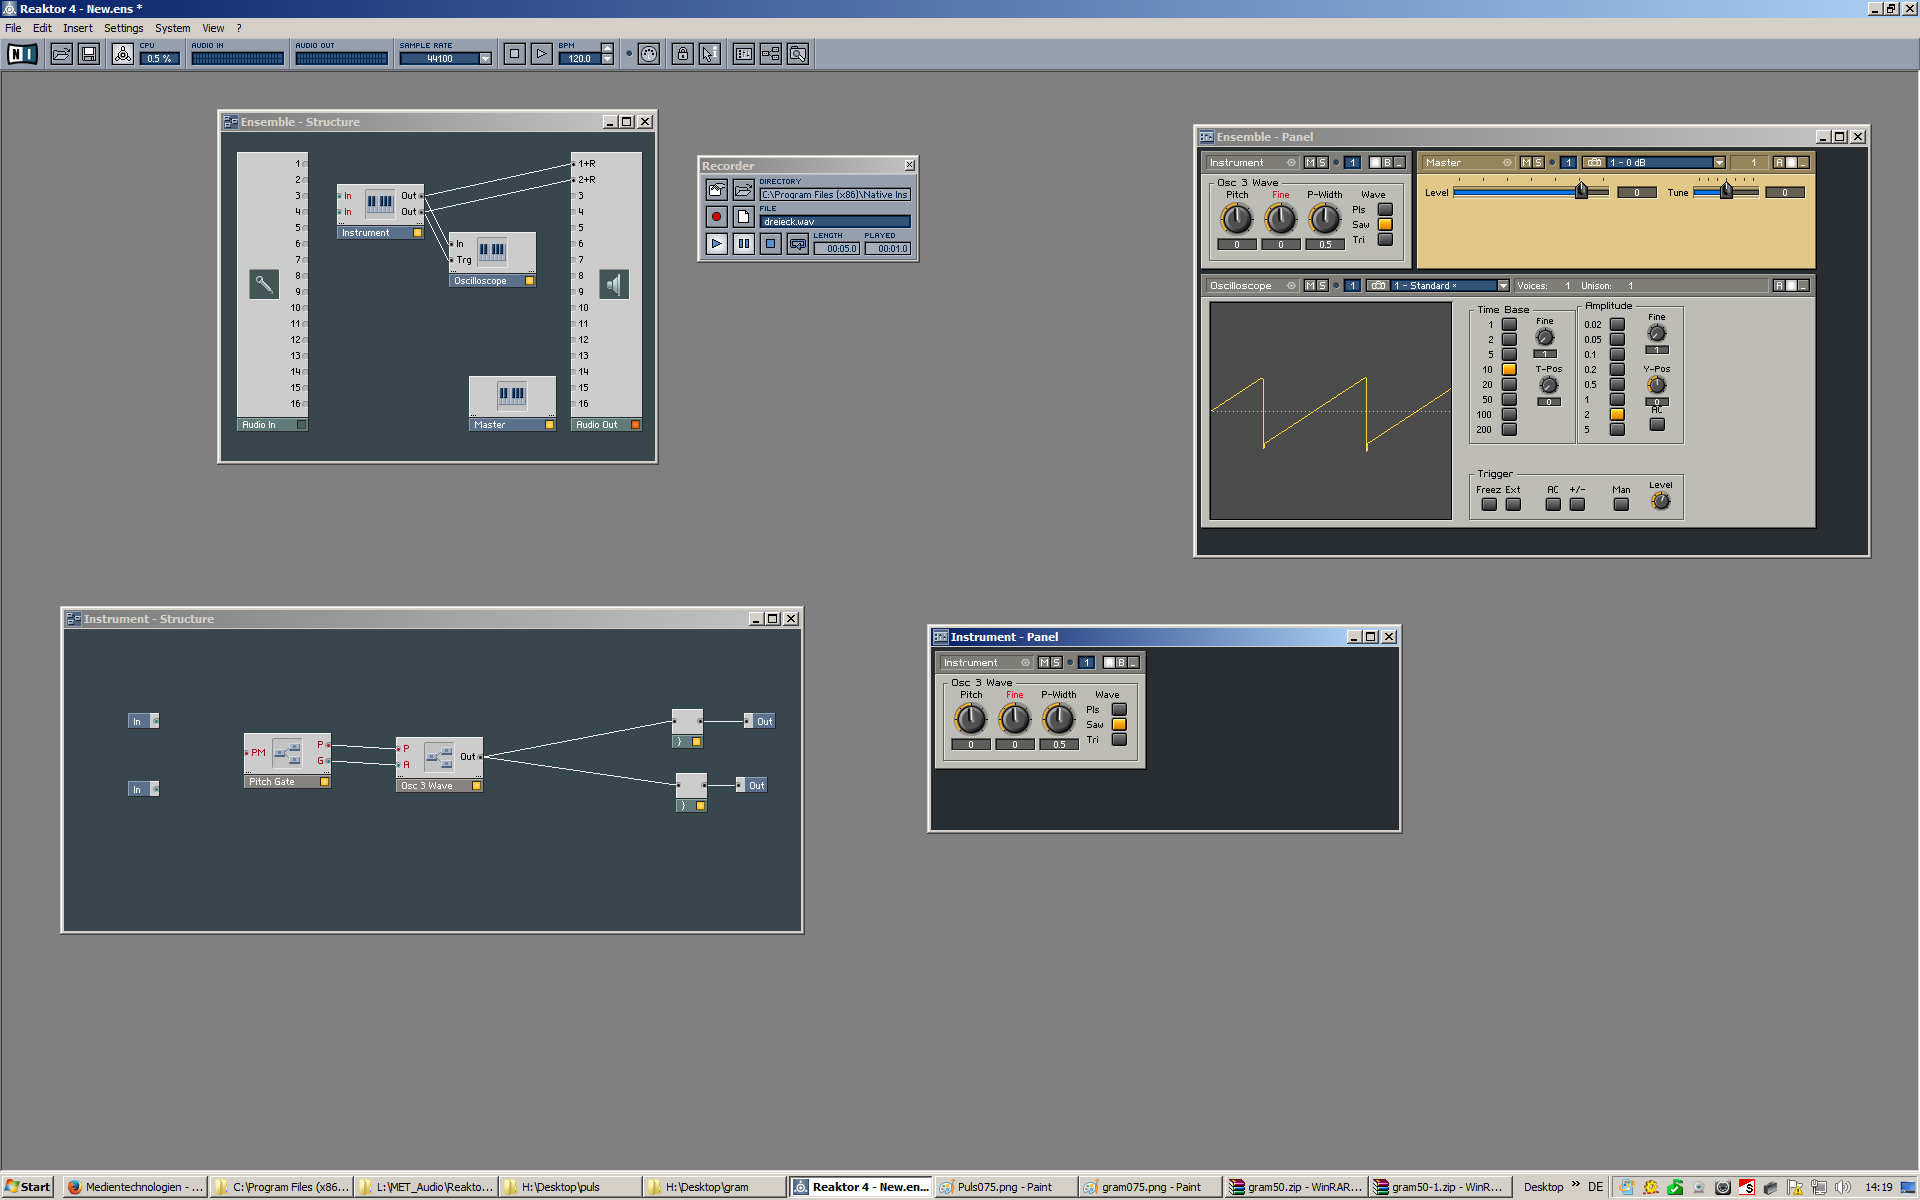 Reaktor 4 - New.ens *
File Edit Insert Settings System View ?
NI
CPU
0.5 %
AUDIO IN
AUDIO OUT
SAMPLE RATE
44100
BPM
120.0
Ensemble - Structure
1
2
3
4
5
6
7
8
9
10
11
12
13
14
15
16
Audio In
In Out
In Out
Instrument
In
Trg
Oscilloscope
Master
1+R
2+R
3
4
5
6
7
8
9
10
11
12
13
14
15
16
Audio Out
Recorder
DIRECTORY
C:\Program Files (x86)\Native Ins
FILE
dreieck.wav
LENGTH PLAYED
00:05.0 00:01.0
Ensemble - Panel
Instrument M S 1 B _
Osc 3 Wave
Pitch Fine P-Width Wave
Pls
Saw
Tri
0 0 0.5
Master M S 1 1 - 0 dB 1 A _
Level 0 Tune 0
Oscilloscope M S 1 1 - Standard × Voices: 1 Unison: 1 A _
Time Base
1
2
5
10
20
50
100
200
Fine
1
T-Pos
0
Amplitude
0.02
0.05
0.1
0.2
0.5
1
2
5
Fine
1
Y-Pos
0
AC
Trigger
Freez Ext AC +/- Man Level
Instrument - Structure
In
In
PM P
G
Pitch Gate
P Out
A
Osc 3 Wave
}
Out
}
Out
Instrument - Panel
Instrument M S 1 B _
Osc 3 Wave
Pitch Fine P-Width Wave
Pls
Saw
Tri
0 0 0.5
Start Medientechnologien - ... C:\Program Files (x86... L:\MET_Audio\Reakto... H:\Desktop\puls H:\Desktop\gram Reaktor 4 - New.en... Puls075.png - Paint gram075.png - Paint gram50.zip - WinRAR... gram50-1.zip - WinR... Desktop » DE 14:19